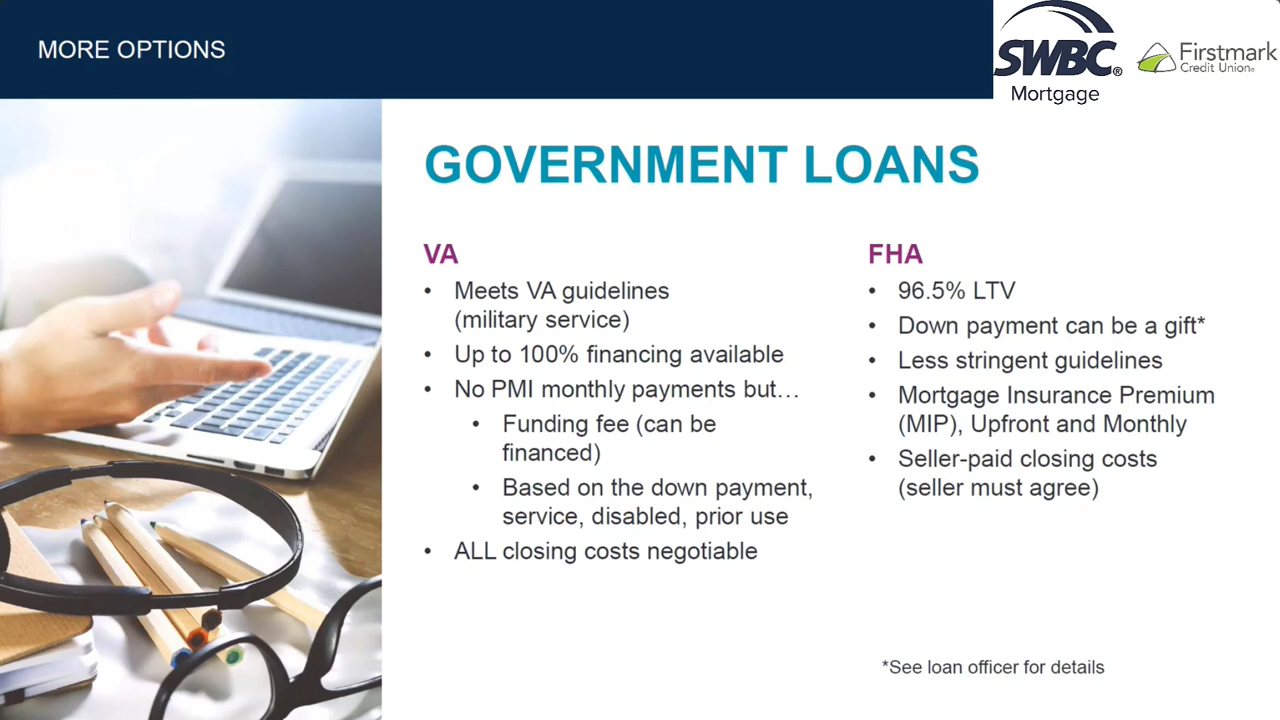 MORE OPTIONS
SWBC®
Mortgage
Firstmark
Credit Union®
GOVERNMENT LOANS
VA
• Meets VA guidelines
(military service)
• Up to 100% financing available
• No PMI monthly payments but…
• Funding fee (can be
financed)
• Based on the down payment,
service, disabled, prior use
• ALL closing costs negotiable
FHA
• 96.5% LTV
• Down payment can be a gift*
• Less stringent guidelines
• Mortgage Insurance Premium
(MIP), Upfront and Monthly
• Seller-paid closing costs
(seller must agree)
*See loan officer for details